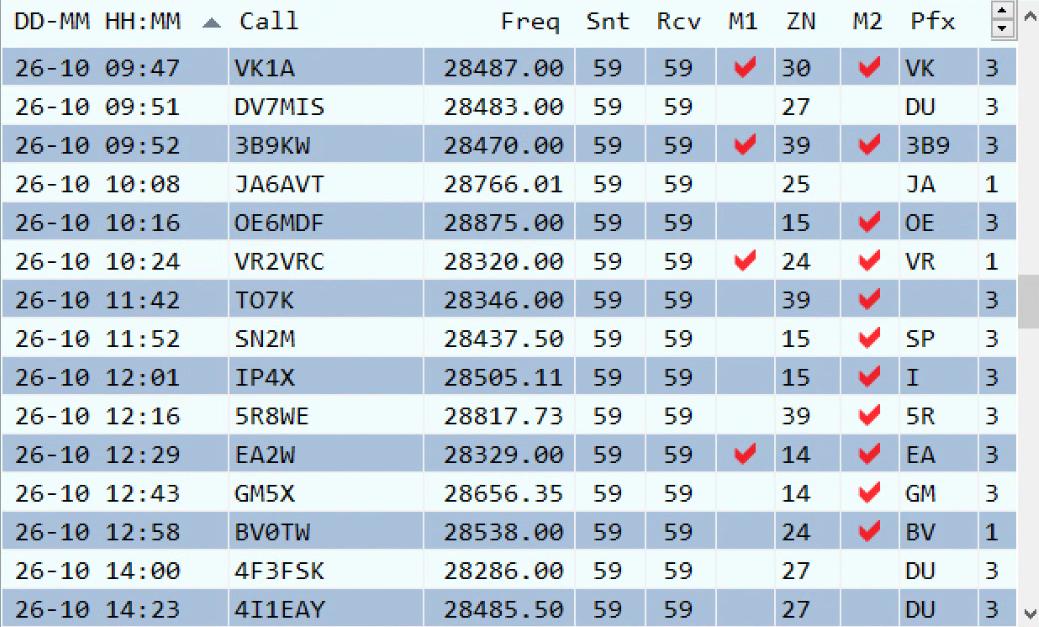 DD-MM HH:MM Call Freq Snt Rcv M1 ZN M2 Pfx
26-10 09:47 VK1A 28487.00 59 59 30 VK 3
26-10 09:51 DV7MIS 28483.00 59 59 27 DU 3
26-10 09:52 3B9KW 28470.00 59 59 39 3B9 3
26-10 10:08 JA6AVT 28766.01 59 59 25 JA 1
26-10 10:16 OE6MDF 28875.00 59 59 15 OE 3
26-10 10:24 VR2VRC 28320.00 59 59 24 VR 1
26-10 11:42 TO7K 28346.00 59 59 39 3
26-10 11:52 SN2M 28437.50 59 59 15 SP 3
26-10 12:01 IP4X 28505.11 59 59 15 I 3
26-10 12:16 5R8WE 28817.73 59 59 39 5R 3
26-10 12:29 EA2W 28329.00 59 59 14 EA 3
26-10 12:43 GM5X 28656.35 59 59 14 GM 3
26-10 12:58 BV0TW 28538.00 59 59 24 BV 1
26-10 14:00 4F3FSK 28286.00 59 59 27 DU 3
26-10 14:23 4I1EAY 28485.50 59 59 27 DU 3